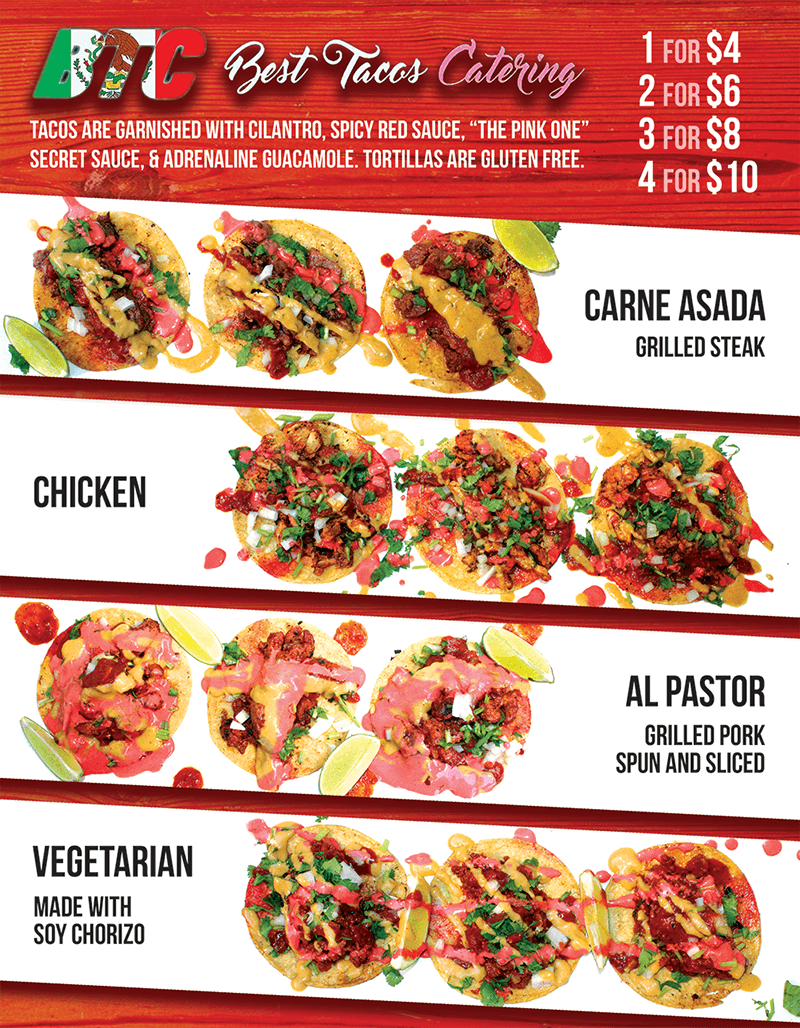 BTC Best Tacos Catering
TACOS ARE GARNISHED WITH CILANTRO, SPICY RED SAUCE, “THE PINK ONE”
SECRET SAUCE, & ADRENALINE GUACAMOLE. TORTILLAS ARE GLUTEN FREE.
1 FOR $4
2 FOR $6
3 FOR $8
4 FOR $10
CARNE ASADA
GRILLED STEAK
CHICKEN
AL PASTOR
GRILLED PORK
SPUN AND SLICED
VEGETARIAN
MADE WITH
SOY CHORIZO